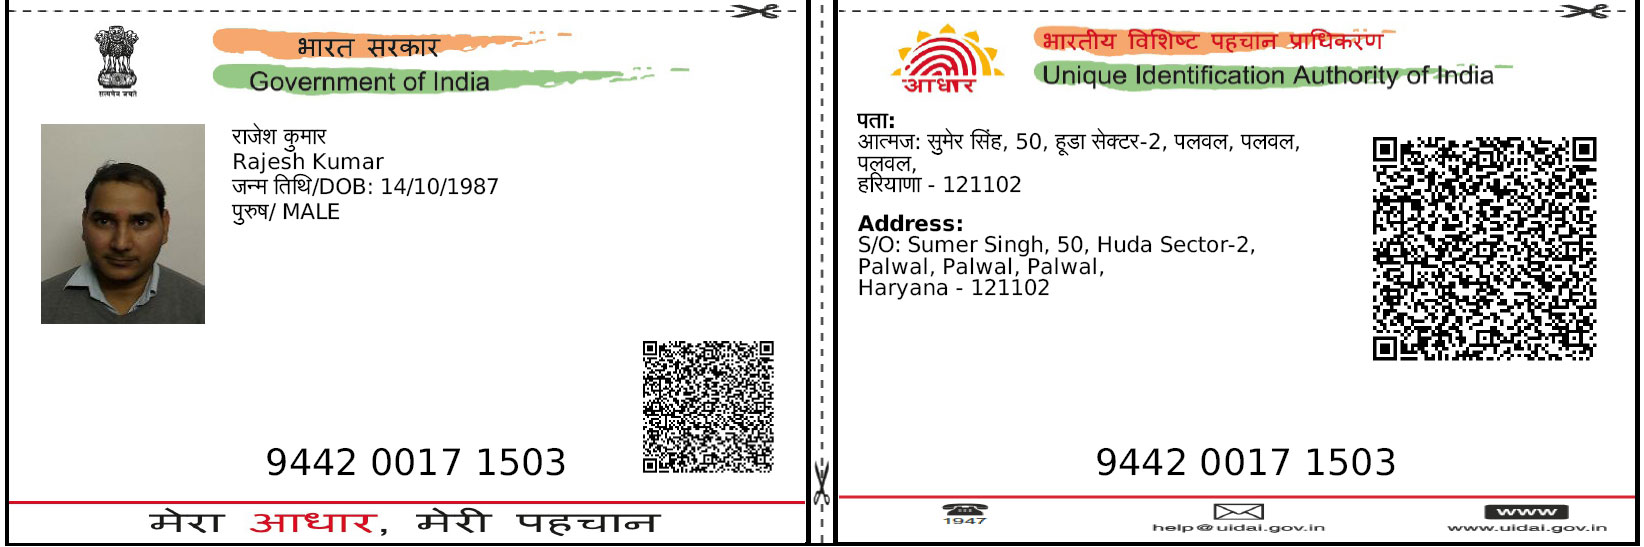 भारत सरकार
Government of India
राजेश कुमार
Rajesh Kumar
जन्म तिथि/DOB: 14/10/1987
पुरुष/ MALE
9442 0017 1503
मेरा आधार, मेरी पहचान
सत्यमेव जयते
आधार
भारतीय विशिष्ट पहचान प्राधिकरण
Unique Identification Authority of India
पता:
आत्मज: सुमेर सिंह, 50, हूडा सेक्टर-2, पलवल, पलवल,
पलवल,
हरियाणा - 121102
Address:
S/O: Sumer Singh, 50, Huda Sector-2,
Palwal, Palwal, Palwal,
Haryana - 121102
9442 0017 1503
1947
help@uidai.gov.in
www
www.uidai.gov.in